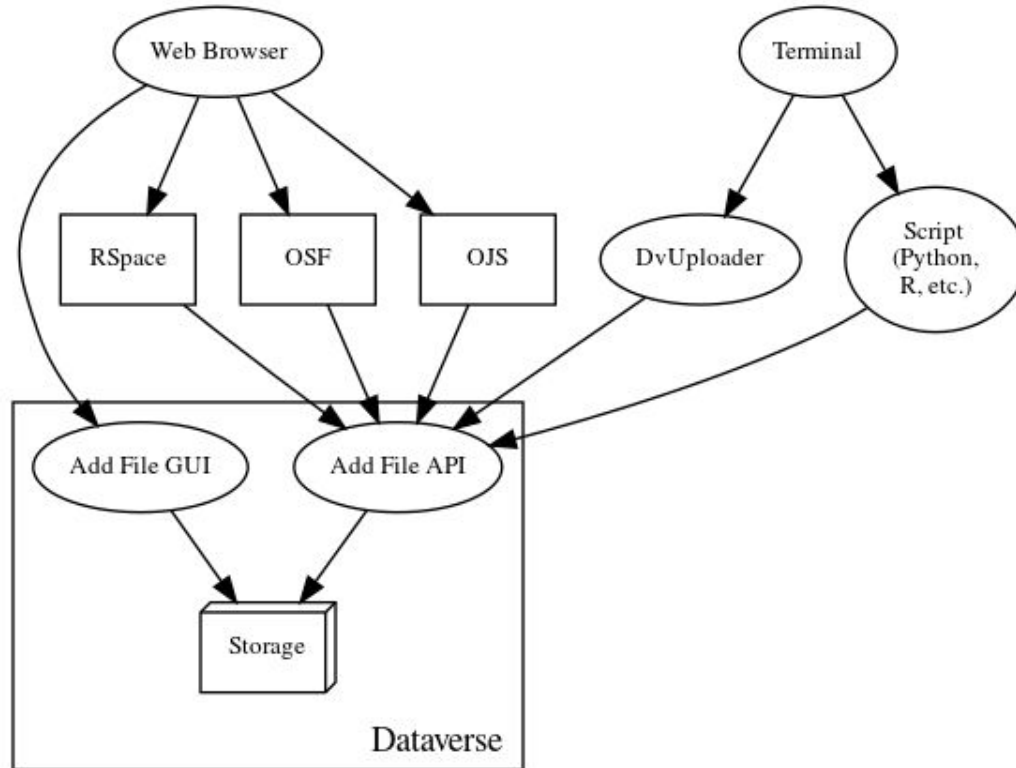 Web Browser
Terminal
RSpace
OSF
OJS
DvUploader
Script
(Python,
R, etc.)
Add File GUI
Add File API
Storage
Dataverse